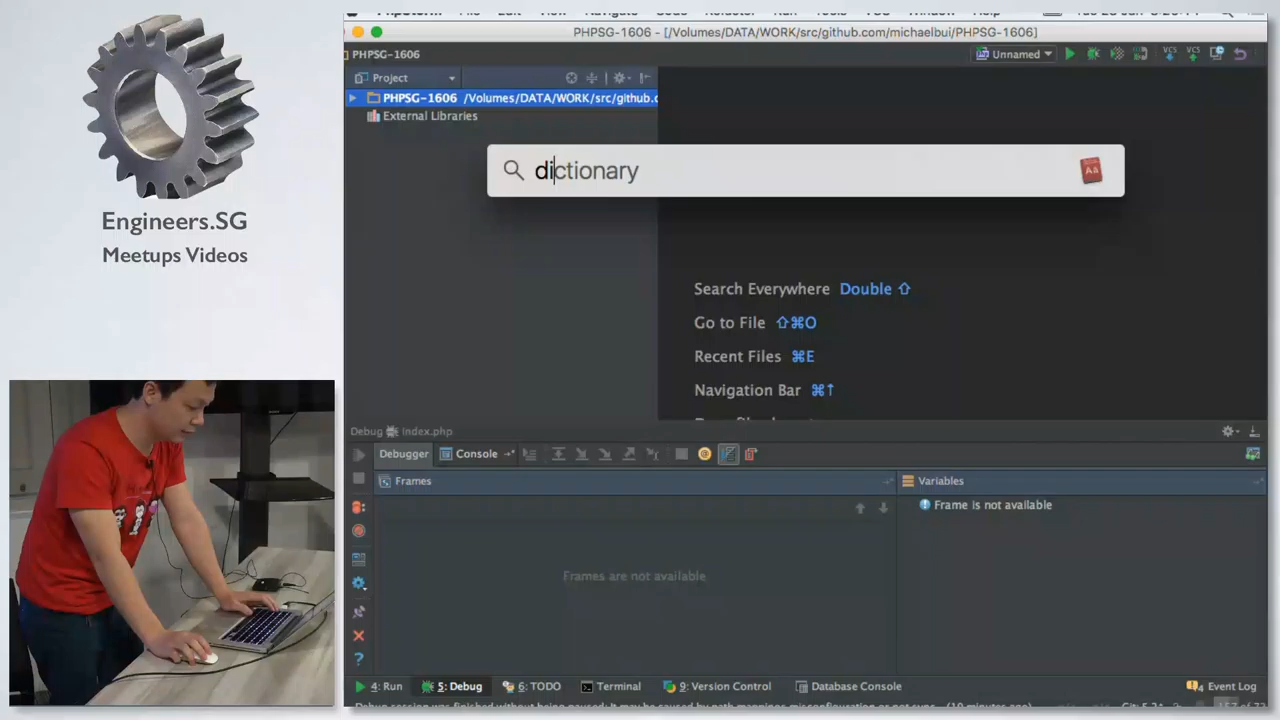 Engineers.SG
Meetups Videos
PHPSG-1606 - [/Volumes/DATA/WORK/src/github.com/michaelbui/PHPSG-1606]
PHPSG-1606
Unnamed
Project
PHPSG-1606 /Volumes/DATA/WORK/src/github.c
External Libraries
dictionary
Aa
Search Everywhere Double ⇧
Go to File ⇧⌘O
Recent Files ⌘E
Navigation Bar ⌘↑
Debug index.php
Debugger Console
Frames
Variables
Frame is not available
Frames are not available
4: Run 5: Debug 6: TODO Terminal 9: Version Control Database Console Event Log